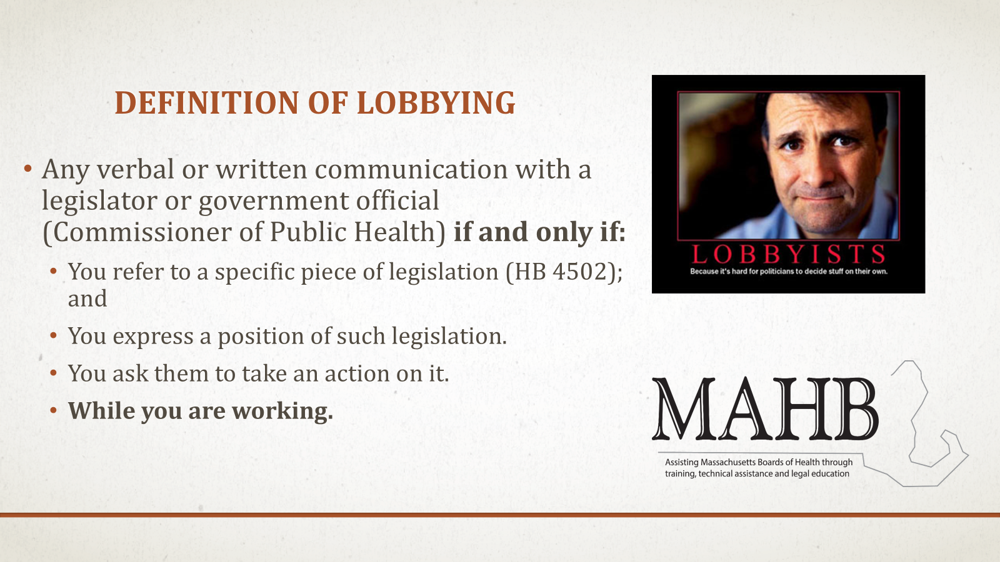 DEFINITION OF LOBBYING
• Any verbal or written communication with a
legislator or government official
(Commissioner of Public Health) if and only if:
• You refer to a specific piece of legislation (HB 4502);
and
• You express a position of such legislation.
• You ask them to take an action on it.
• While you are working.
LOBBYISTS
Because it's hard for politicians to decide stuff on their own.
MAHB
Assisting Massachusetts Boards of Health through
training, technical assistance and legal education